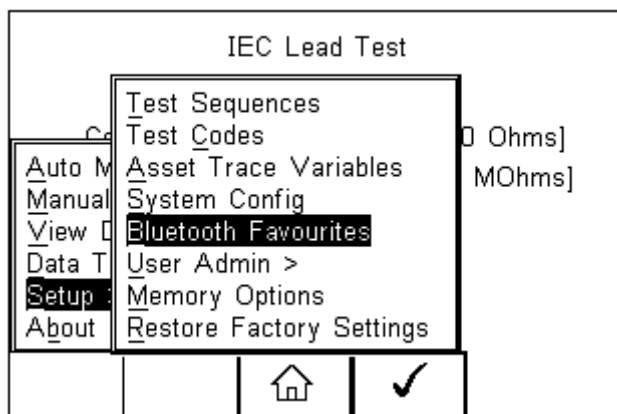 IEC Lead Test
Test Sequences
Test Codes
Ohms]
Asset Trace Variables
MOhms]
System Config
Bluetooth Favourites
User Admin >
Memory Options
Restore Factory Settings
Auto M
Manual
View D
Data T
Setup >
About